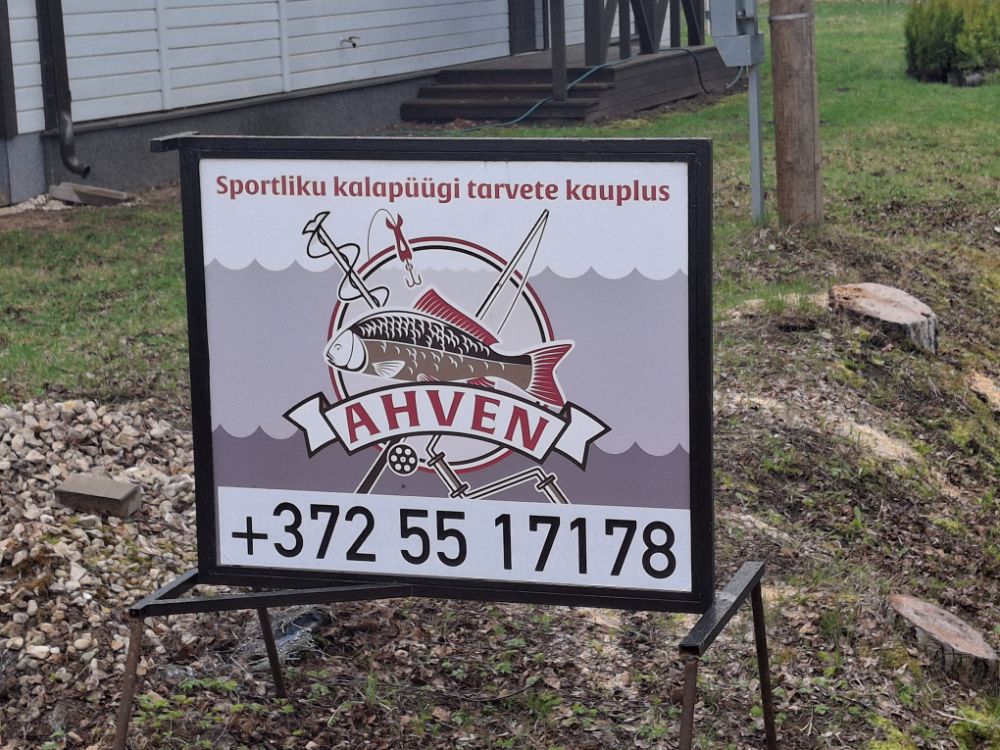 Sportliku kalapüügi tarvete kauplus
AHVEN
+372 55 17178